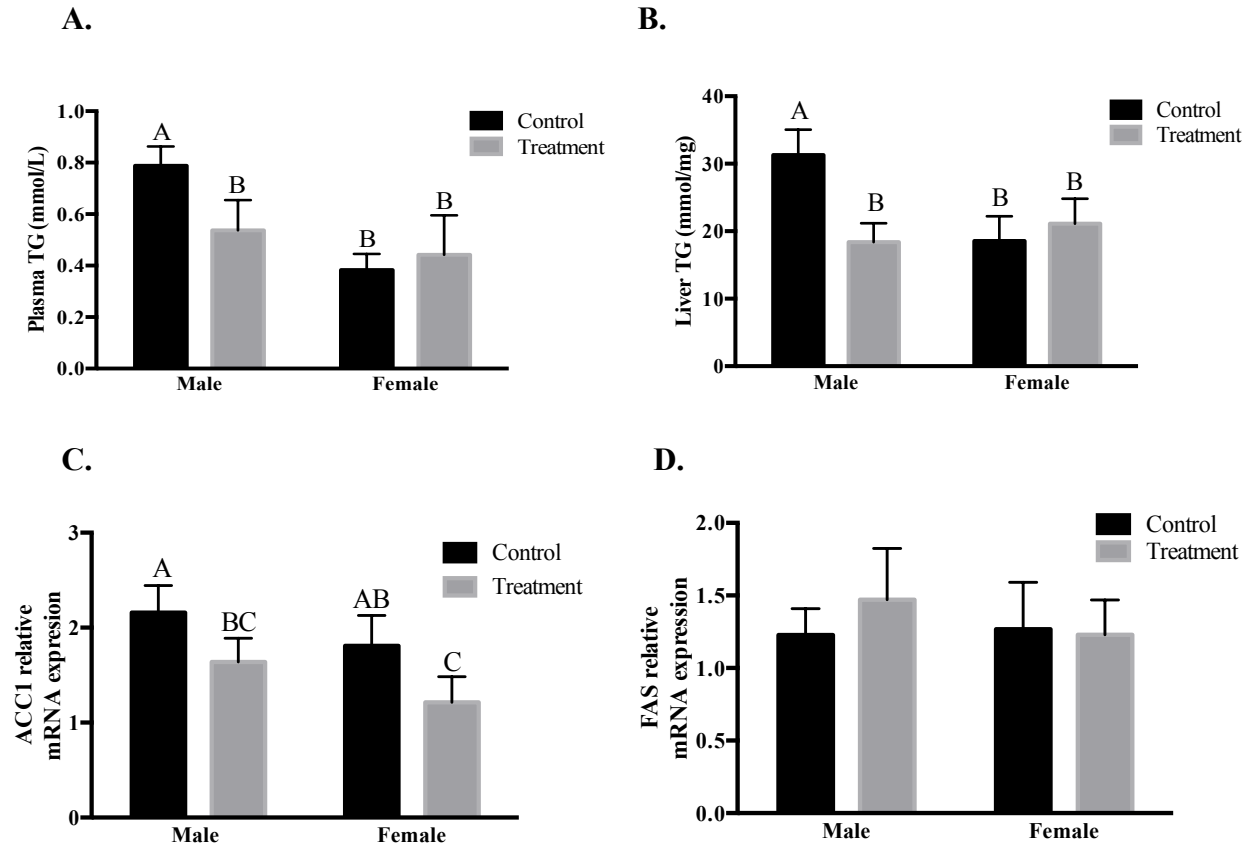 A.
Plasma TG (mmol/L)
1.0
0.8
0.6
0.4
0.2
0.0
A
B
B
B
Control
Treatment
Male
Female
B.
Liver TG (mmol/mg)
40
30
20
10
0
A
B
B
B
Control
Treatment
Male
Female
C.
ACC1 relative
mRNA expresion
3
2
1
0
A
BC
AB
C
Control
Treatment
Male
Female
D.
FAS relative
mRNA expression
2.0
1.5
1.0
0.5
0.0
Control
Treatment
Male
Female